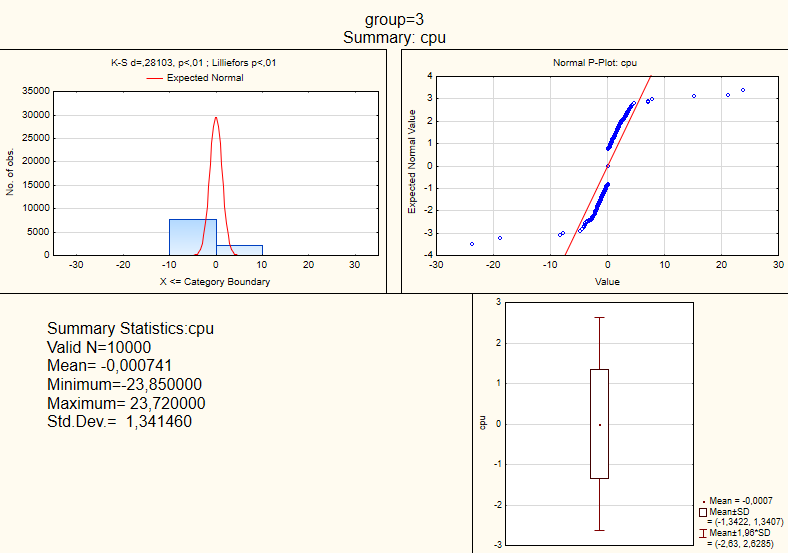 group=3
Summary: cpu
K-S d=,28103, p<,01 ; Lilliefors p<,01
Expected Normal
35000
30000
25000
20000
15000
10000
5000
0
No. of obs.
-30 -20 -10 0 10 20 30
X <= Category Boundary
Normal P-Plot: cpu
4
3
2
1
0
-1
-2
-3
-4
Expected Normal Value
-30 -20 -10 0 10 20 30
Value
Summary Statistics:cpu
Valid N=10000
Mean= -0,000741
Minimum=-23,850000
Maximum= 23,720000
Std.Dev.= 1,341460
3
2
1
0
-1
-2
-3
cpu
Mean = -0,0007
Mean±SD
= (-1,3422, 1,3407)
Mean±1,96*SD
= (-2,63, 2,6285)